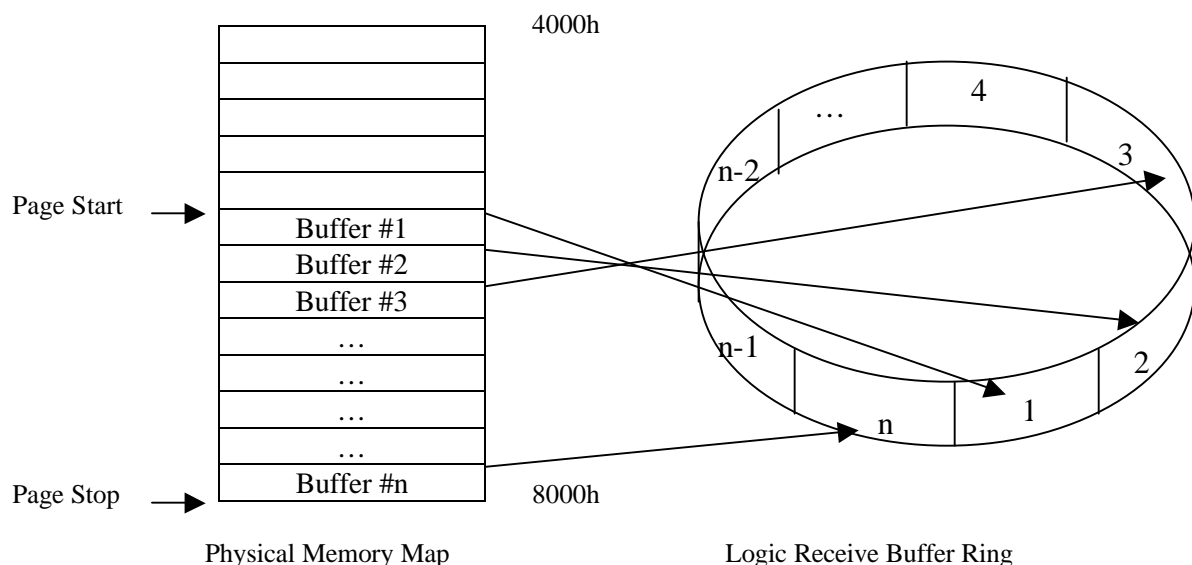 4000h
Page Start
Buffer #1
Buffer #2
Buffer #3
…
…
…
…
Buffer #n
Page Stop
8000h
Physical Memory Map
4
…
3
n-2
n-1
2
1
n
Logic Receive Buffer Ring